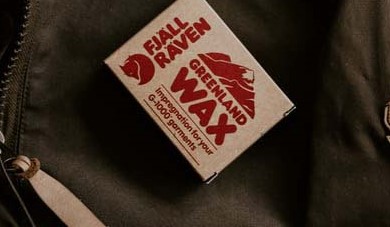 FJÄLL
RÄVEN
GREENLAND
WAX
Impregnation for your
G-1000 garments